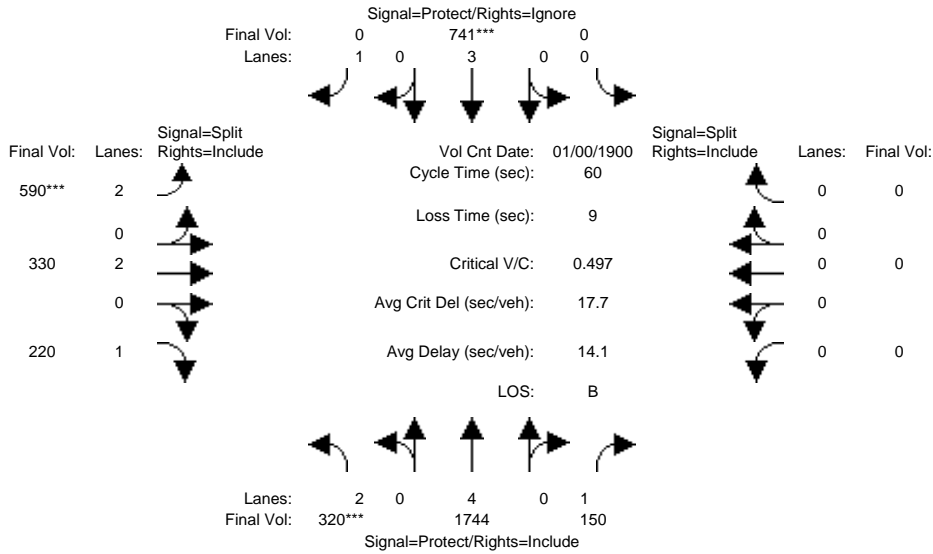 Signal=Protect/Rights=Ignore
Final Vol: 0 741*** 0
Lanes: 1 0 3 0 0
Signal=Split
Final Vol: Lanes: Rights=Include
Vol Cnt Date: 01/00/1900
Signal=Split
Rights=Include Lanes: Final Vol:
Cycle Time (sec): 60
590*** 2
0 0
Loss Time (sec): 9
0
0
330 2
Critical V/C: 0.497
0 0
0
Avg Crit Del (sec/veh): 17.7
0
220 1
Avg Delay (sec/veh): 14.1
0 0
LOS: B
Lanes: 2 0 4 0 1
Final Vol: 320*** 1744 150
Signal=Protect/Rights=Include